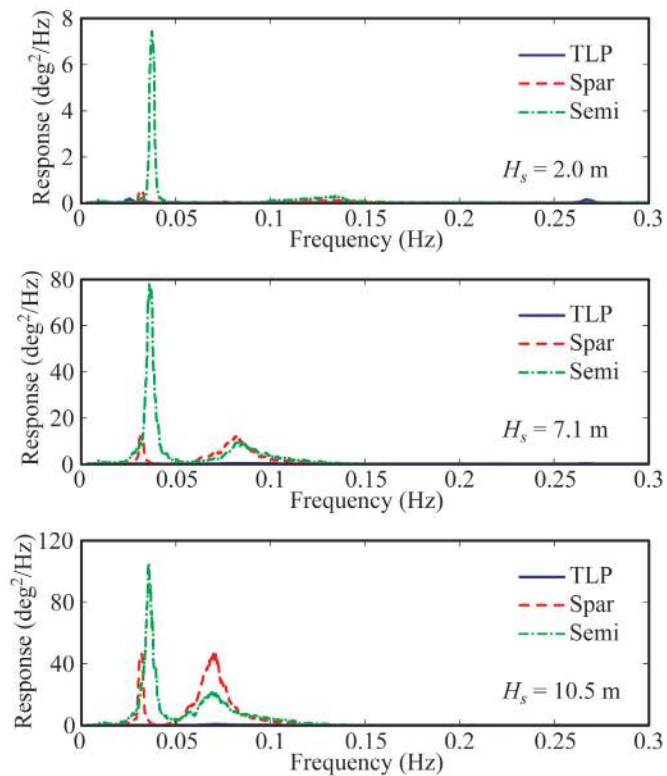 Response (deg²/Hz)
8
6
4
2
0
TLP
Spar
Semi
Hₛ = 2.0 m
0 0.05 0.1 0.15 0.2 0.25 0.3
Frequency (Hz)
Response (deg²/Hz)
80
60
40
20
0
TLP
Spar
Semi
Hₛ = 7.1 m
0 0.05 0.1 0.15 0.2 0.25 0.3
Frequency (Hz)
Response (deg²/Hz)
120
80
40
0
TLP
Spar
Semi
Hₛ = 10.5 m
0 0.05 0.1 0.15 0.2 0.25 0.3
Frequency (Hz)